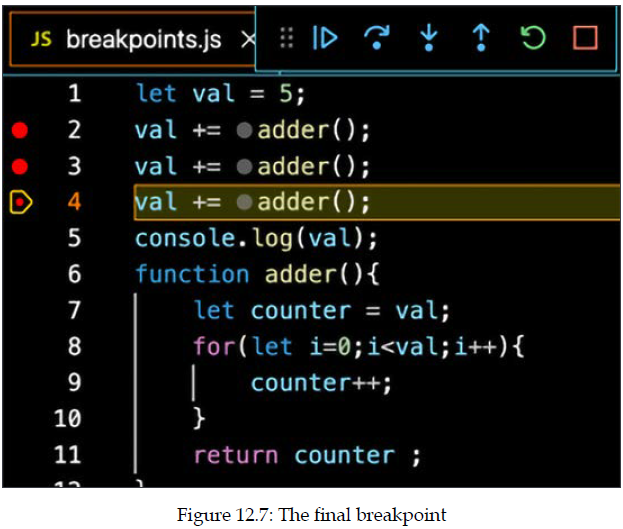 JS breakpoints.js ×
1 let val = 5;
2 val += adder();
3 val += adder();
4 val += adder();
5 console.log(val);
6 function adder(){
7 let counter = val;
8 for(let i=0;i<val;i++){
9 counter++;
10 }
11 return counter ;
Figure 12.7: The final breakpoint